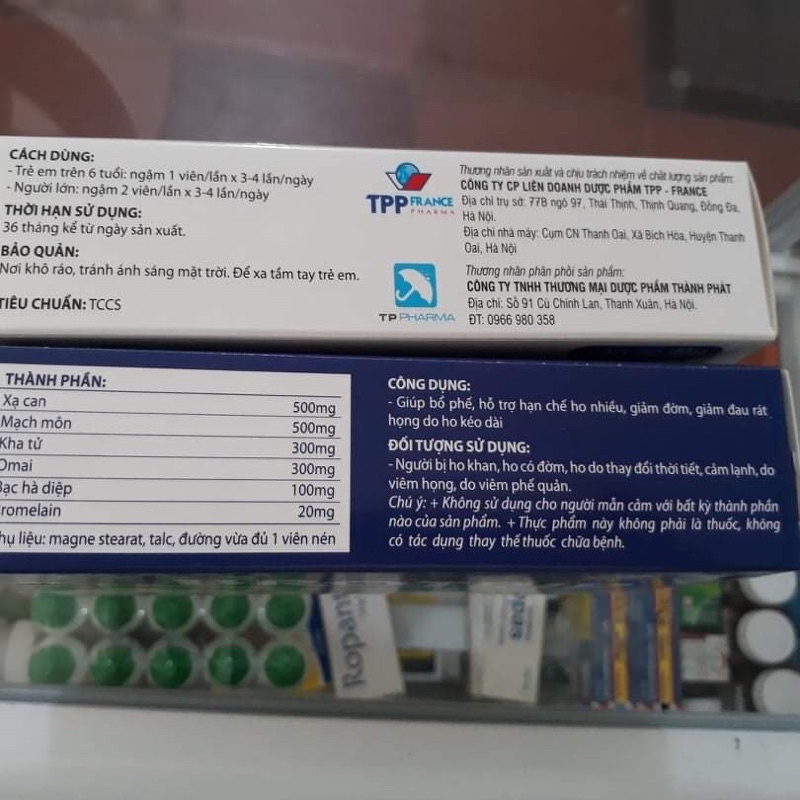 CÁCH DÙNG:
- Trẻ em trên 6 tuổi: ngậm 1 viên/lần x 3-4 lần/ngày
- Người lớn: ngậm 2 viên/lần x 3-4 lần/ngày
THỜI HẠN SỬ DỤNG:
36 tháng kể từ ngày sản xuất.
BẢO QUẢN:
Nơi khô ráo, tránh ánh sáng mặt trời. Để xa tầm tay trẻ em.
TIÊU CHUẨN: TCCS
TPP FRANCE
PHARMA
Thương nhân sản xuất và chịu trách nhiệm về chất lượng sản phẩm:
CÔNG TY CP LIÊN DOANH DƯỢC PHẨM TPP - FRANCE
Địa chỉ trụ sở: 77B ngõ 97, Thái Thịnh, Thịnh Quang, Đống Đa,
Hà Nội.
Địa chỉ nhà máy: Cụm CN Thanh Oai, Xã Bích Hòa, Huyện Thanh
Oai, Hà Nội
TP PHARMA
Thương nhân phân phối sản phẩm:
CÔNG TY TNHH THƯƠNG MẠI DƯỢC PHẨM THÀNH PHÁT
Địa chỉ: Số 91 Cù Chính Lan, Thanh Xuân, Hà Nội.
ĐT: 0966 980 358
THÀNH PHẦN:
Xạ can 500mg
Mạch môn 500mg
Kha tử 300mg
Omai 300mg
Bạc hà diệp 100mg
romelain 20mg
hụ liệu: magne stearat, talc, đường vừa đủ 1 viên nén
CÔNG DỤNG:
- Giúp bổ phế, hỗ trợ hạn chế ho nhiều, giảm đờm, giảm đau rát
họng do ho kéo dài
ĐỐI TƯỢNG SỬ DỤNG:
- Người bị ho khan, ho có đờm, ho do thay đổi thời tiết, cảm lạnh, do
viêm họng, do viêm phế quản.
Chú ý: + Không sử dụng cho người mẫn cảm với bất kỳ thành phần
nào của sản phẩm. + Thực phẩm này không phải là thuốc, không
có tác dụng thay thế thuốc chữa bệnh.